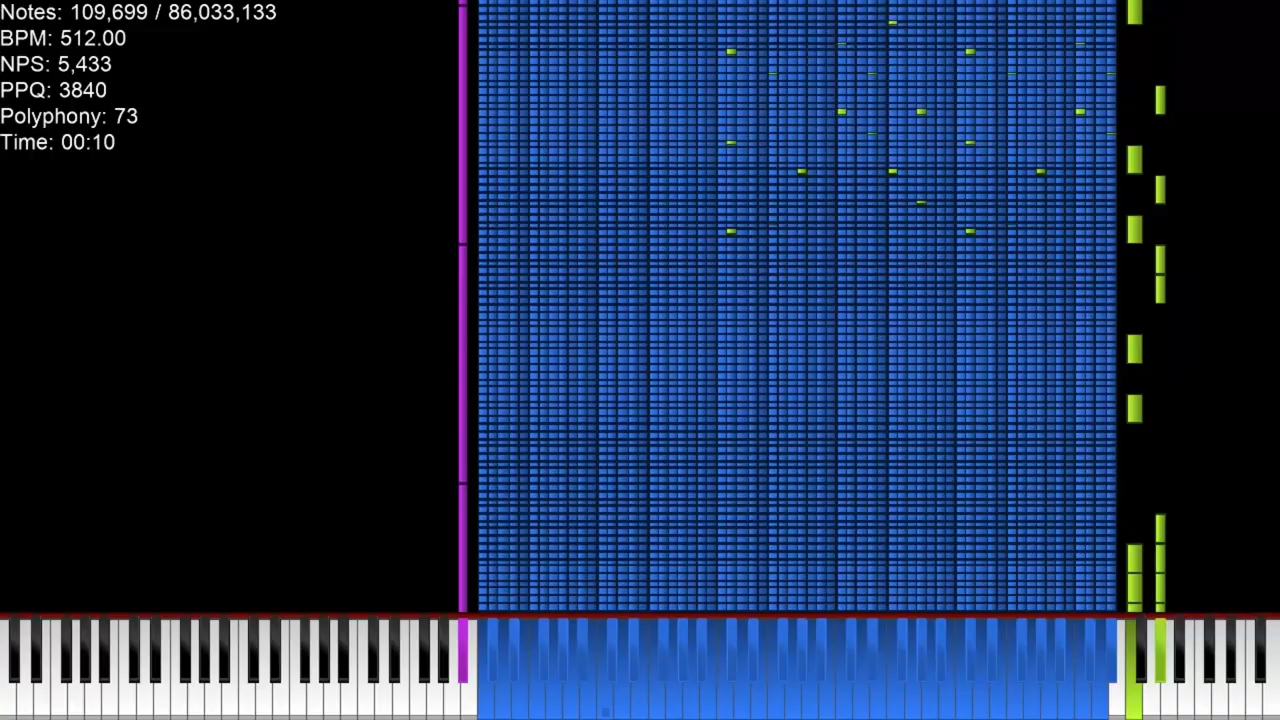 Notes: 109,699 / 86,033,133
BPM: 512.00
NPS: 5,433
PPQ: 3840
Polyphony: 73
Time: 00:10